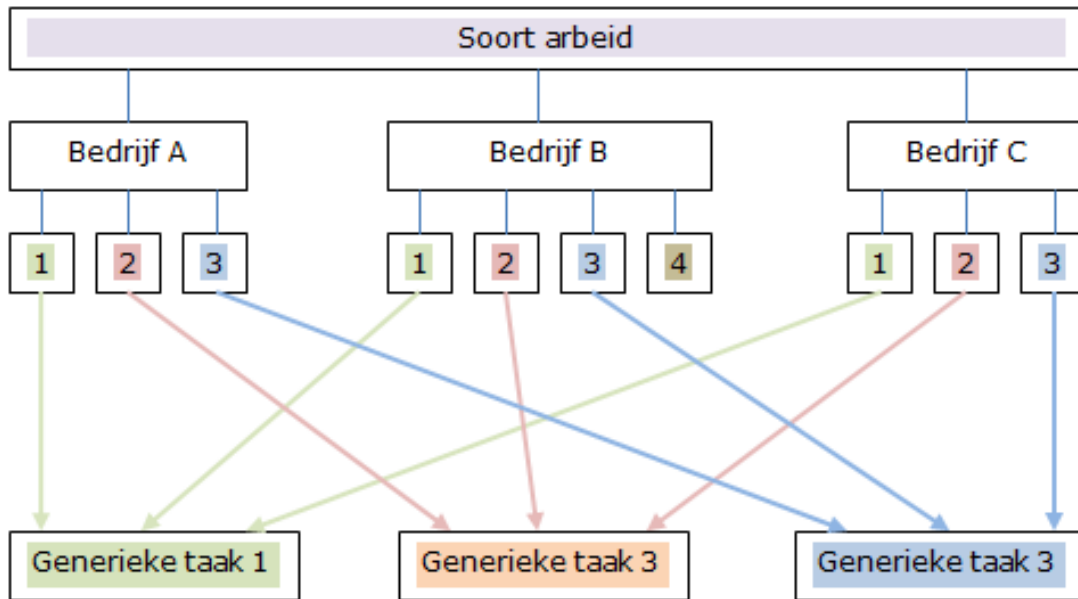 Soort arbeid
Bedrijf A
Bedrijf B
Bedrijf C
1 2 3 1 2 3 4 1 2 3
Generieke taak 1
Generieke taak 3
Generieke taak 3